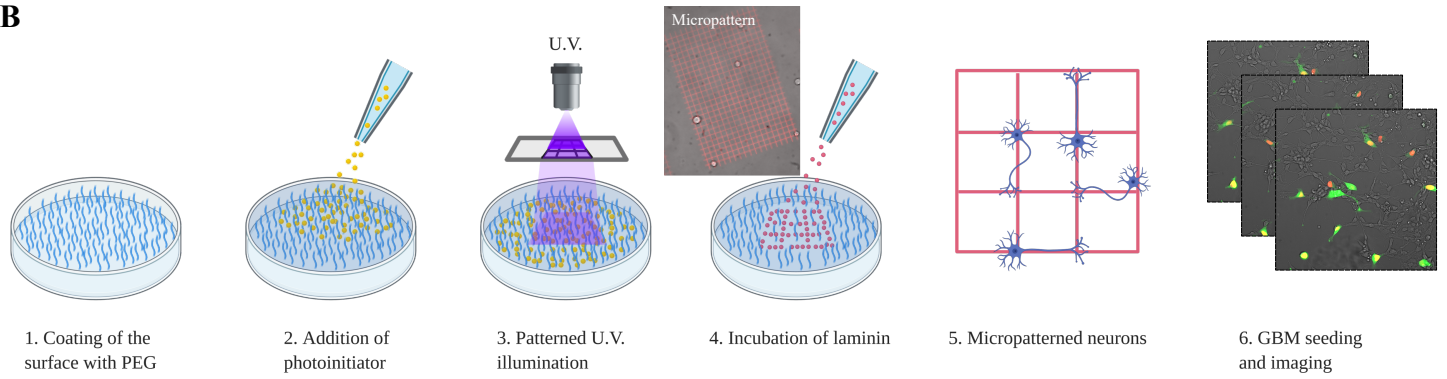 B
U.V.
Micropattern
1. Coating of the
surface with PEG
2. Addition of
photoinitiator
3. Patterned U.V.
illumination
4. Incubation of laminin
5. Micropatterned neurons
6. GBM seeding
and imaging